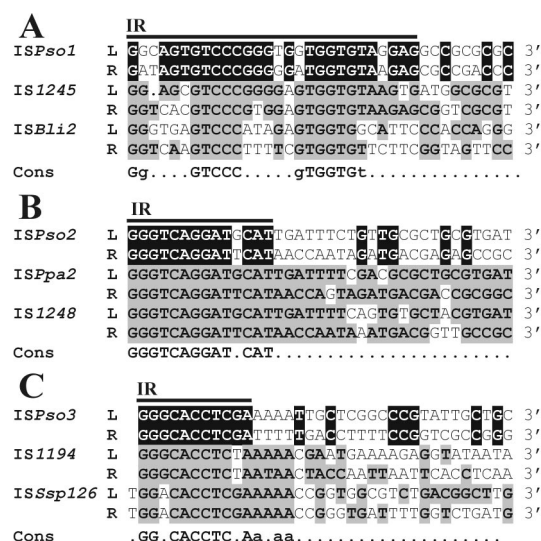 A
IR
ISPso1 L GGCAGTGTCCCGGGTGGTGGTGTAGGAGGCCGCGCGC 3'
R GATAGTGTCCCGGGGGATGGTGTAAGAGCGCCGACCC 3'
IS1245 L GG.AGCGTCCCGGGGAGTGGTGTAAGTGATGGCGCGT 3'
R GGTCACGTCCCGTGGAGTGGTGTAAGAGCGGTCGCGT 3'
ISBli2 L GGGTGAGTCCCATAGAGTGGTGGCATTCCCACCAGGG 3'
R GGTCAAGTCCCTTTTCGTGGTGTTCTTCGGTAGTTCC 3'
Cons Gg....GTCCC.....gTGGTGt...............
B
IR
ISPso2 L GGGTCAGGATGCATTGATTTCTGTTGCGCTGCGTGAT 3'
R GGGTCAGGATTCATAACCAATAGATGACGAGAGCCGC 3'
ISPpa2 L GGGTCAGGATGCATTGATTTTCGACGCGCTGCGTGAT 3'
R GGGTCAGGATTCATAACCAGTAGATGACGACCGCGGC 3'
IS1248 L GGGTCAGGATGCATTGATTTTCAGTGTGCTACGTGAT 3'
R GGGTCAGGATTCATAACCAATAAATGACGGTTGCCGC 3'
Cons GGGTCAGGAT.CAT.......................
C
IR
ISPso3 L GGGCACCTCGAAAAATTGCTCGGCCCGTATTGCTGC 3'
R GGGCACCTCGATTTTTGACCTTTTCCGGTCGCCGGG 3'
IS1194 L GGGCACCTCTAAAAACGAATGAAAAGAGGTATAATA 3'
R GGGCACCTCTAATAACTACCAATTAATTCACCTCAA 3'
ISSsp126 L TGGACACCTCGAAAAACCGGTGGCGTCTGACGGCTTG 3'
R TGGACACCTCGAAAAACCGGGTGATTTTGGTCTGATG 3'
Cons .GG.CACCTC.Aa.aa.....................